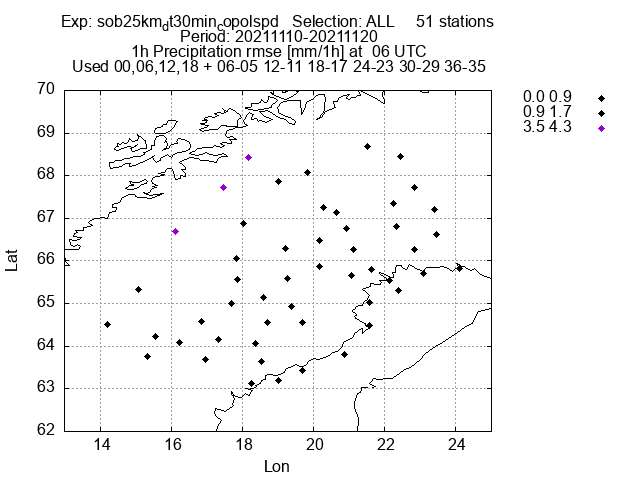 Exp: sob25km_dt30min_copolspd   Selection: ALL     51 stations
Period: 20211110-20211120
1h Precipitation rmse [mm/1h] at  06 UTC
Used 00,06,12,18 + 06-05 12-11 18-17 24-23 30-29 36-35
0.0 0.9
0.9 1.7
3.5 4.3
70
69
68
67
66
65
64
63
62
Lat
14 16 18 20 22 24
Lon